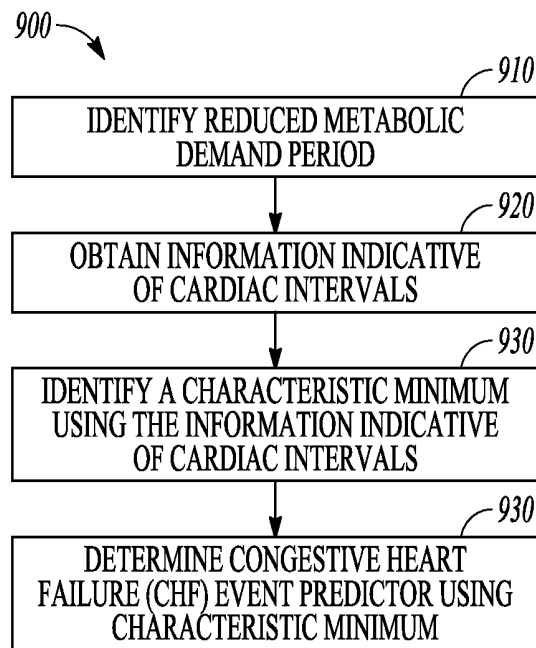 900
910
IDENTIFY REDUCED METABOLIC
DEMAND PERIOD
920
OBTAIN INFORMATION INDICATIVE
OF CARDIAC INTERVALS
930
IDENTIFY A CHARACTERISTIC MINIMUM
USING THE INFORMATION INDICATIVE
OF CARDIAC INTERVALS
930
DETERMINE CONGESTIVE HEART
FAILURE (CHF) EVENT PREDICTOR USING
CHARACTERISTIC MINIMUM